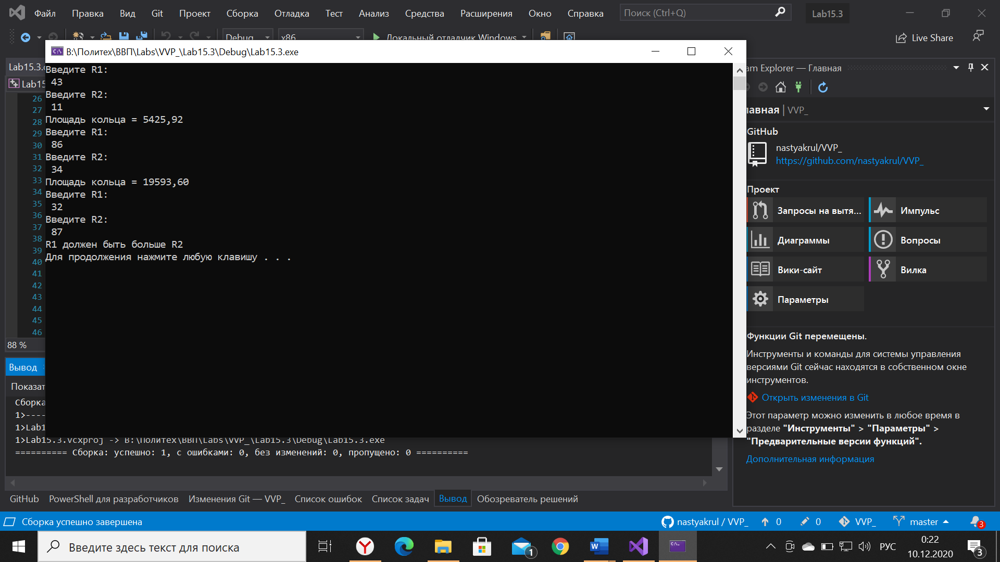 Файл Правка Вид Git Проект Сборка Отладка Тест Анализ Средства Расширения Окно Справка Поиск (Ctrl+Q) Lab15.3
Debug x86 Локальный отладчик Windows Live Share
B:\Политех\ВВП\Labs\VVP_\Lab15.3\Debug\Lab15.3.exe
Введите R1:
43
Введите R2:
11
Площадь кольца = 5425,92
Введите R1:
86
Введите R2:
34
Площадь кольца = 19593,60
Введите R1:
32
Введите R2:
87
R1 должен быть больше R2
Для продолжения нажмите любую клавишу . . .
Lab15.3.
Lab15
26
27
28
29
30
31
32
33
34
35
36
37
38
39
40
41
42
43
44
45
46
88 %
Explorer — Главная
VVP_
GitHub
nastyakrul/VVP_
https://github.com/nastyakrul/VVP_
Проект
Запросы на вытя... Импульс
Диаграммы Вопросы
Вики-сайт Вилка
Параметры
Функции Git перемещены.
Инструменты и команды для системы управления
версиями Git сейчас находятся в собственном окне
инструментов.
Открыть изменения в Git
Этот параметр можно изменить в любое время в
разделе "Инструменты" > "Параметры" >
"Предварительные версии функций".
Дополнительная информация
Вывод
Показат
Сборка
1>----
1>Lab1
1>Lab15.3.vcxproj -> B:\Политех\ВВП\Labs\VVP_\Lab15.3\Debug\Lab15.3.exe
========== Сборка: успешно: 1, с ошибками: 0, без изменений: 0, пропущено: 0 ==========
GitHub PowerShell для разработчиков Изменения Git — VVP_ Список ошибок Список задач Вывод Обозреватель решений
Сборка успешно завершена nastyakrul / VVP_ 0 0 VVP_ master 3
Введите здесь текст для поиска 1 РУС 0:22
10.12.2020 3